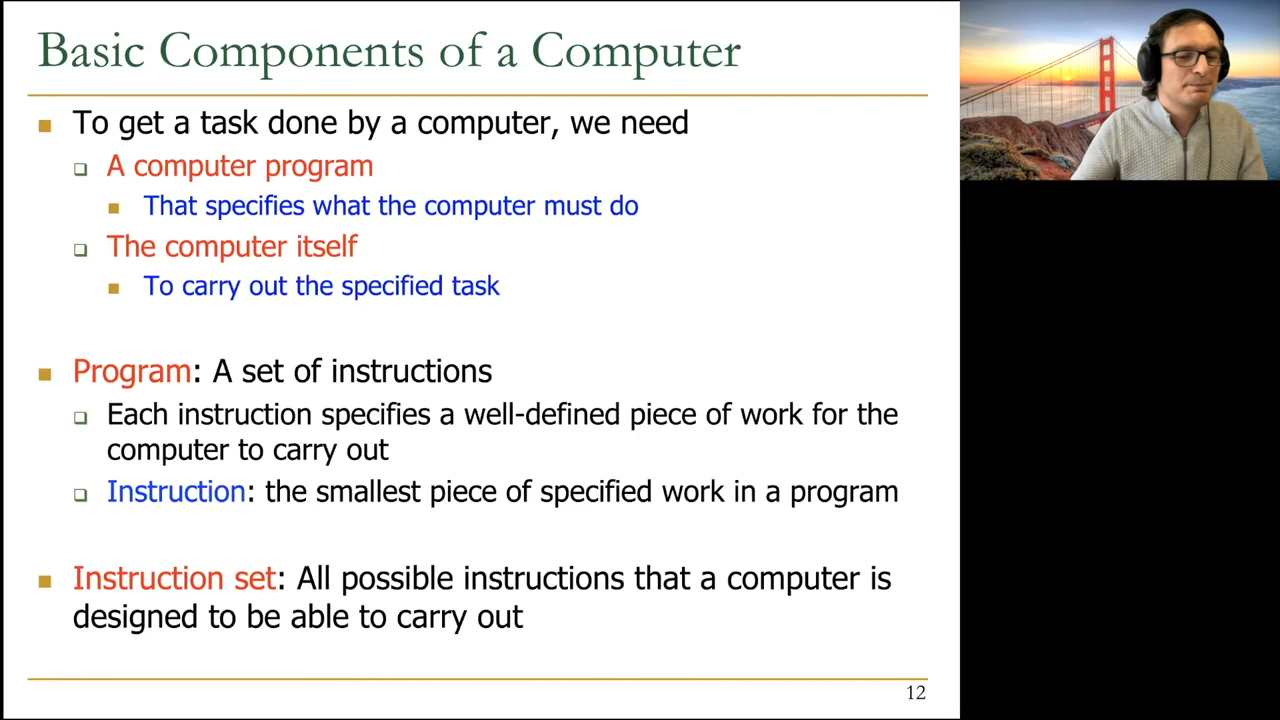 Basic Components of a Computer
To get a task done by a computer, we need
A computer program
That specifies what the computer must do
The computer itself
To carry out the specified task
Program: A set of instructions
Each instruction specifies a well-defined piece of work for the
computer to carry out
Instruction: the smallest piece of specified work in a program
Instruction set: All possible instructions that a computer is
designed to be able to carry out
12